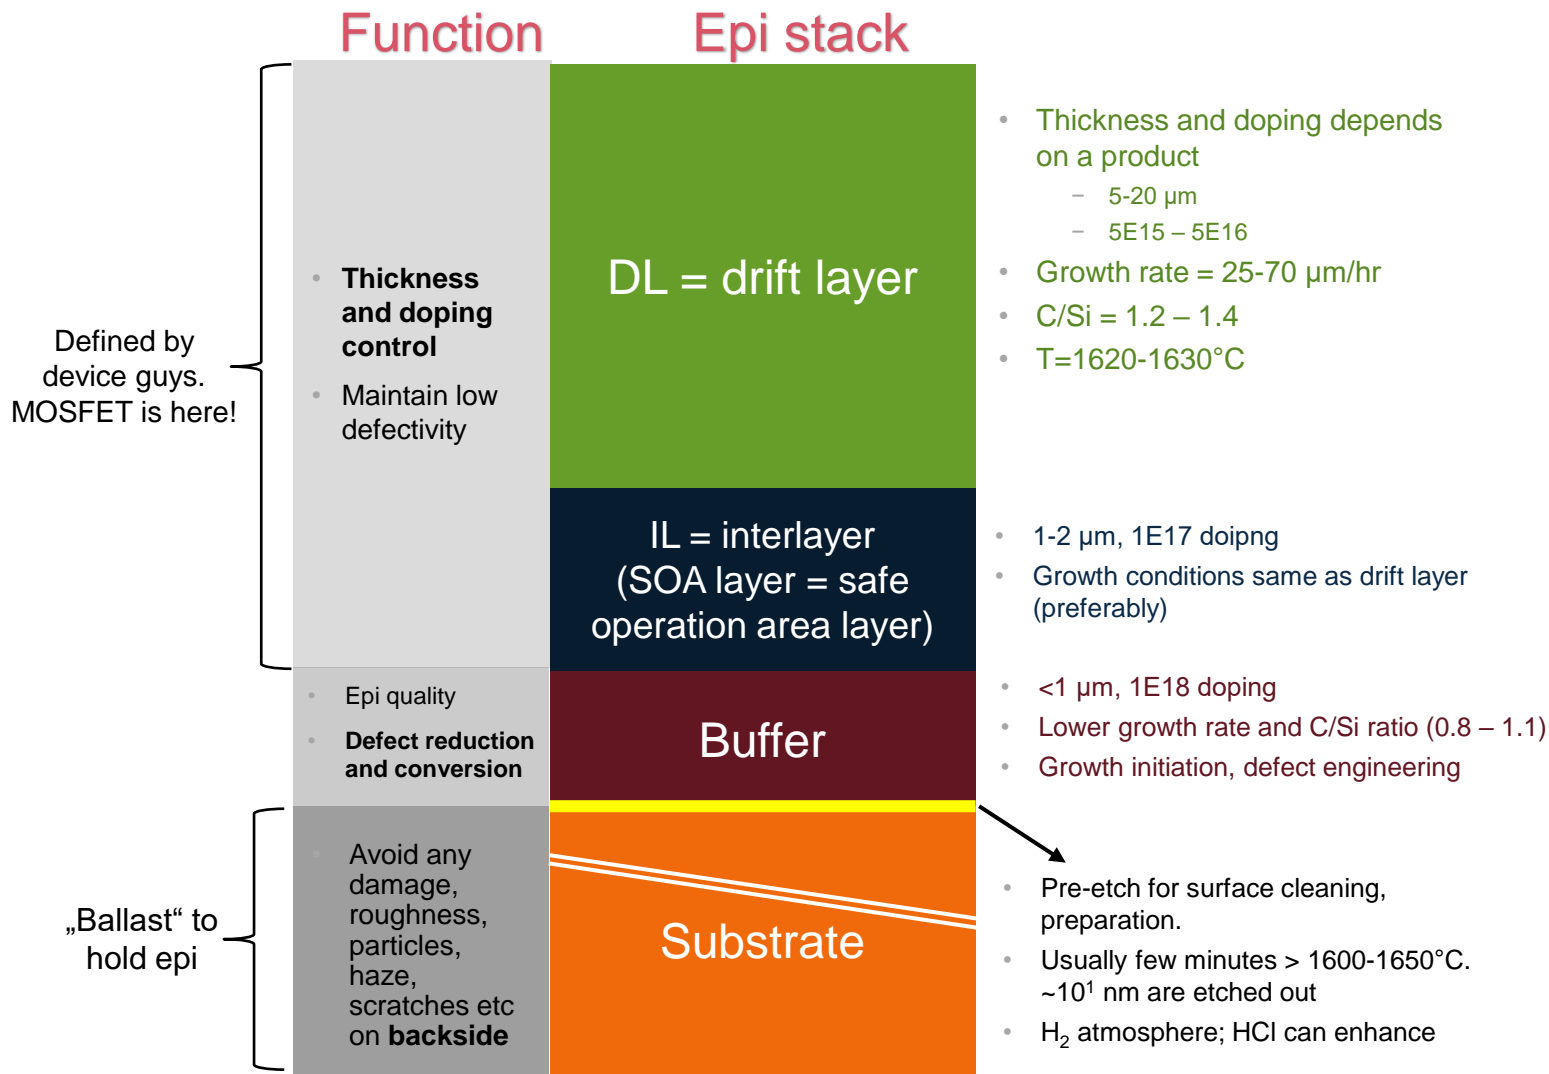 Function
Epi stack
Defined by
device guys.
MOSFET is here!
• Thickness
and doping
control
• Maintain low
defectivity
DL = drift layer
• Thickness and doping depends
on a product
− 5-20 µm
− 5E15 – 5E16
• Growth rate = 25-70 µm/hr
• C/Si = 1.2 – 1.4
• T=1620-1630°C
IL = interlayer
(SOA layer = safe
operation area layer)
• 1-2 µm, 1E17 doipng
• Growth conditions same as drift layer
(preferably)
• Epi quality
• Defect reduction
and conversion
Buffer
• <1 µm, 1E18 doping
• Lower growth rate and C/Si ratio (0.8 – 1.1)
• Growth initiation, defect engineering
„Ballast“ to
hold epi
• Avoid any
damage,
roughness,
particles,
haze,
scratches etc
on backside
Substrate
• Pre-etch for surface cleaning,
preparation.
• Usually few minutes > 1600-1650°C.
~10¹ nm are etched out
• H₂ atmosphere; HCl can enhance